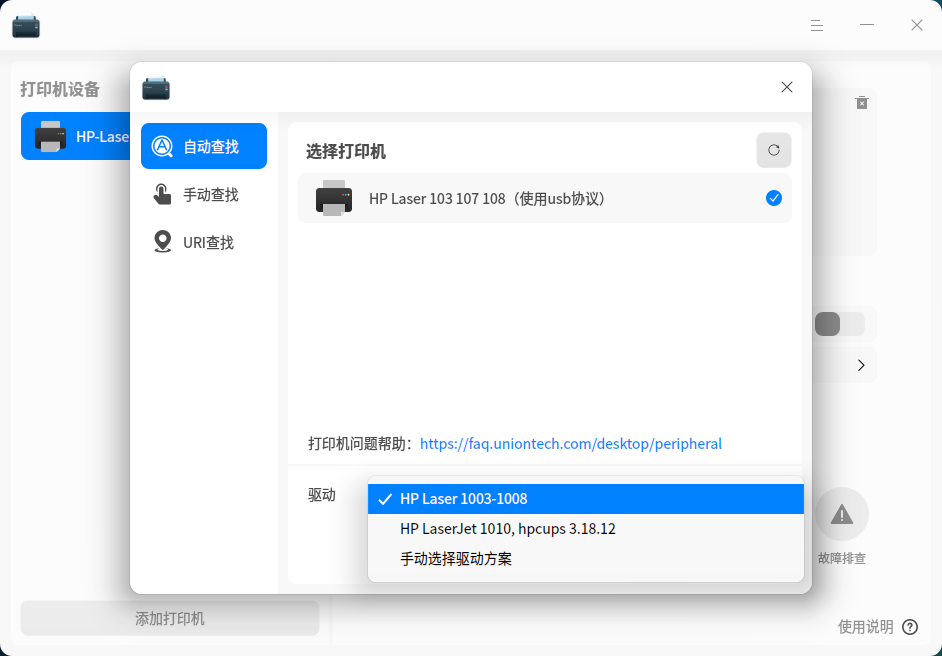 打印机设备
HP-Lase
自动查找
手动查找
URI查找
选择打印机
HP Laser 103 107 108（使用usb协议）
打印机问题帮助：https://faq.uniontech.com/desktop/peripheral
驱动
HP Laser 1003-1008
HP LaserJet 1010, hpcups 3.18.12
手动选择驱动方案
故障排查
添加打印机
使用说明